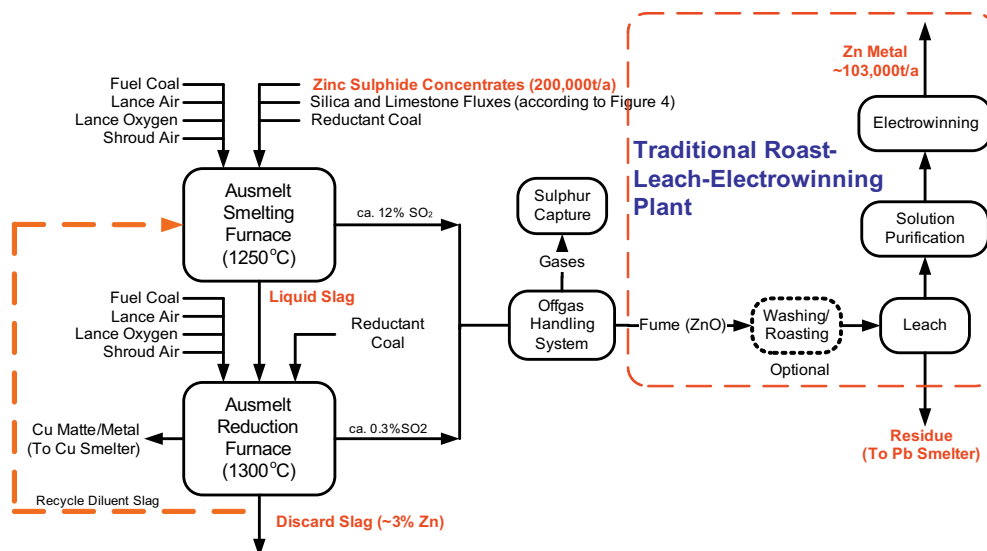 Fuel Coal
Lance Air
Lance Oxygen
Shroud Air
Zinc Sulphide Concentrates (200,000t/a)
Silica and Limestone Fluxes (according to Figure 4)
Reductant Coal
Ausmelt
Smelting
Furnace
(1250°C)
ca. 12% SO₂
Liquid Slag
Fuel Coal
Lance Air
Lance Oxygen
Shroud Air
Reductant
Coal
Ausmelt
Reduction
Furnace
(1300°C)
ca. 0.3%SO2
Cu Matte/Metal
(To Cu Smelter)
Recycle Diluent Slag
Discard Slag (~3% Zn)
Sulphur
Capture
Gases
Offgas
Handling
System
Fume (ZnO)
Traditional Roast-
Leach-Electrowinning
Plant
Washing/
Roasting
Optional
Leach
Solution
Purification
Electrowinning
Zn Metal
~103,000t/a
Residue
(To Pb Smelter)